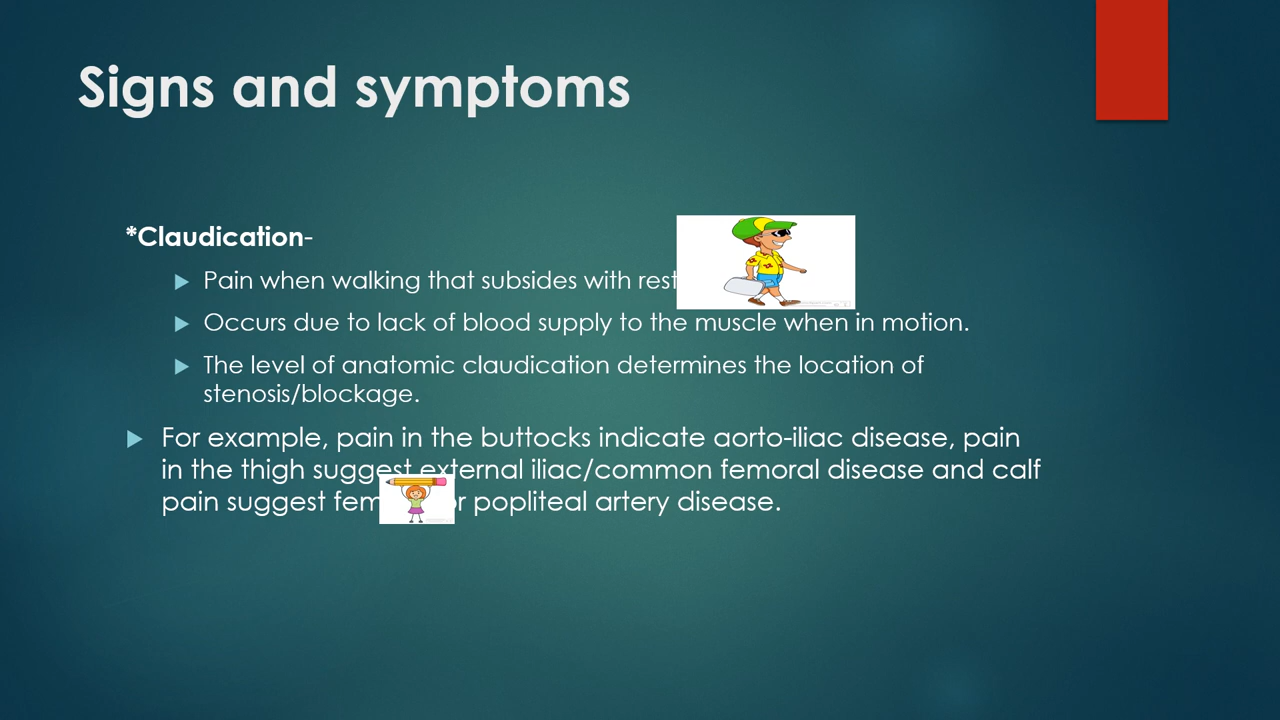 Signs and symptoms
*Claudication-
Pain when walking that subsides with rest
Occurs due to lack of blood supply to the muscle when in motion.
The level of anatomic claudication determines the location of
stenosis/blockage.
For example, pain in the buttocks indicate aorto-iliac disease, pain
in the thigh suggest external iliac/common femoral disease and calf
pain suggest popliteal artery disease.